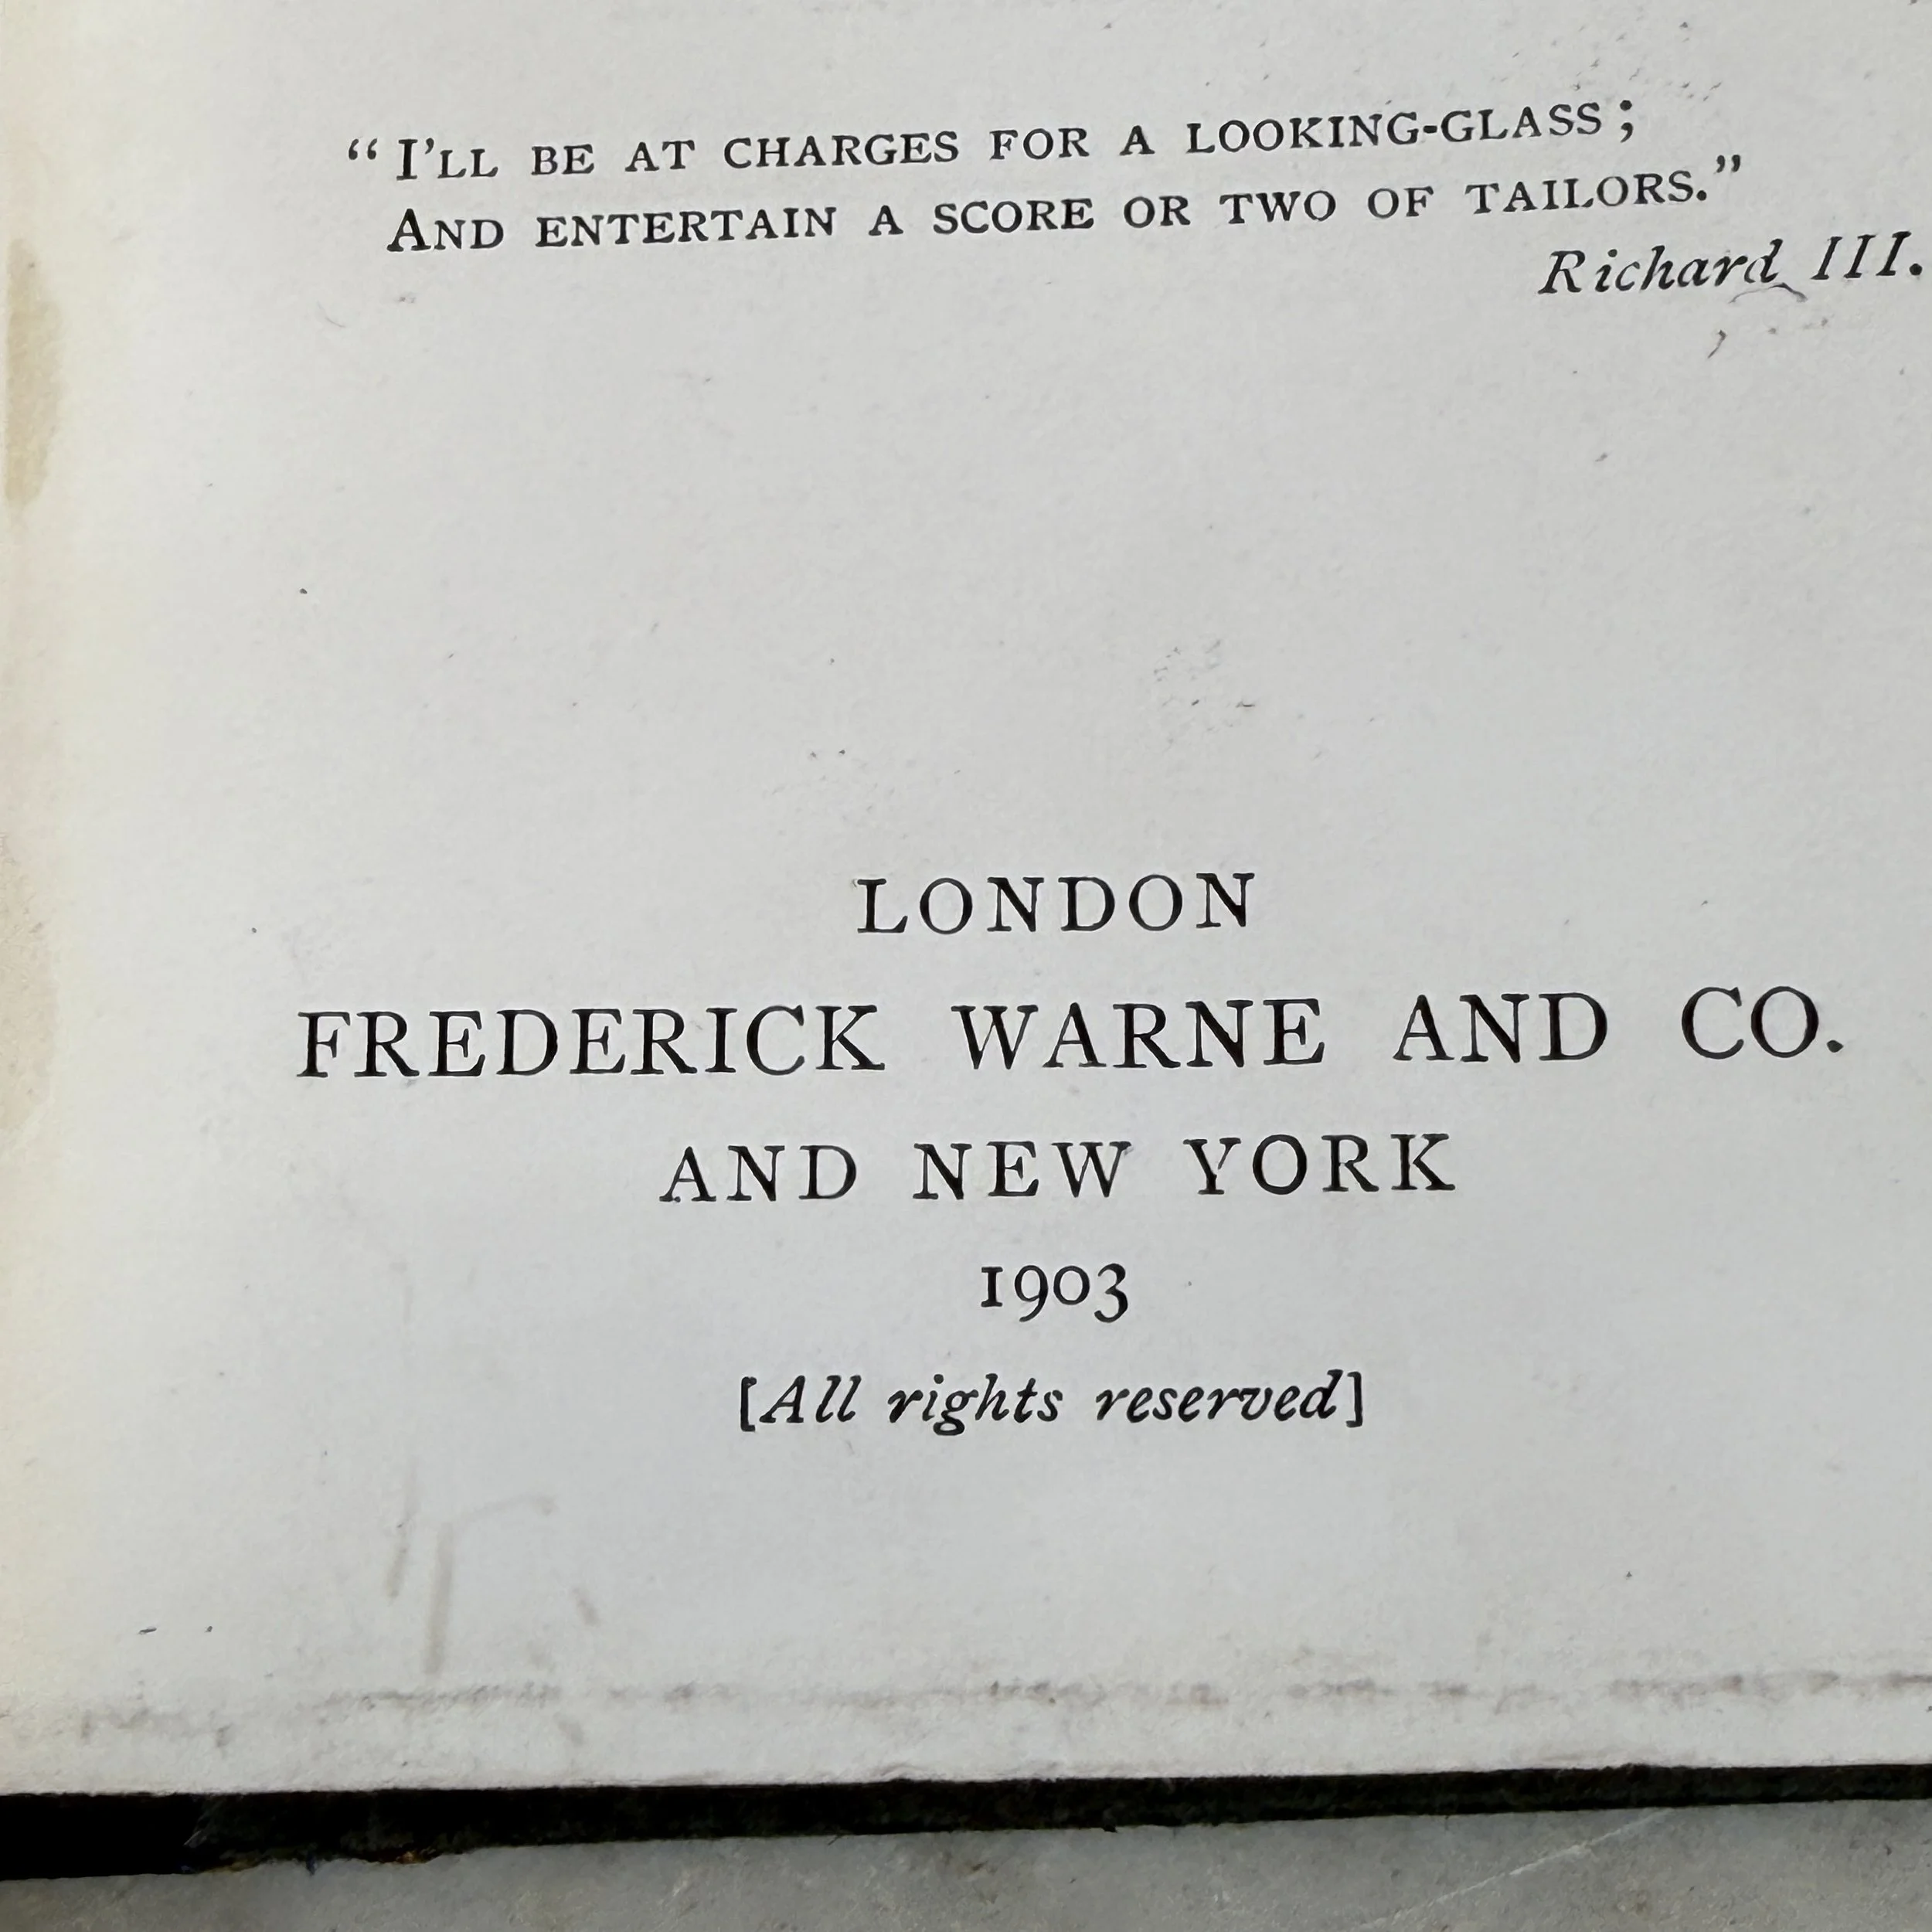 “ I’LL BE AT CHARGES FOR A LOOKING-GLASS ;
AND ENTERTAIN A SCORE OR TWO OF TAILORS.”
Richard III.
LONDON
FREDERICK WARNE AND CO.
AND NEW YORK
1903
[All rights reserved]